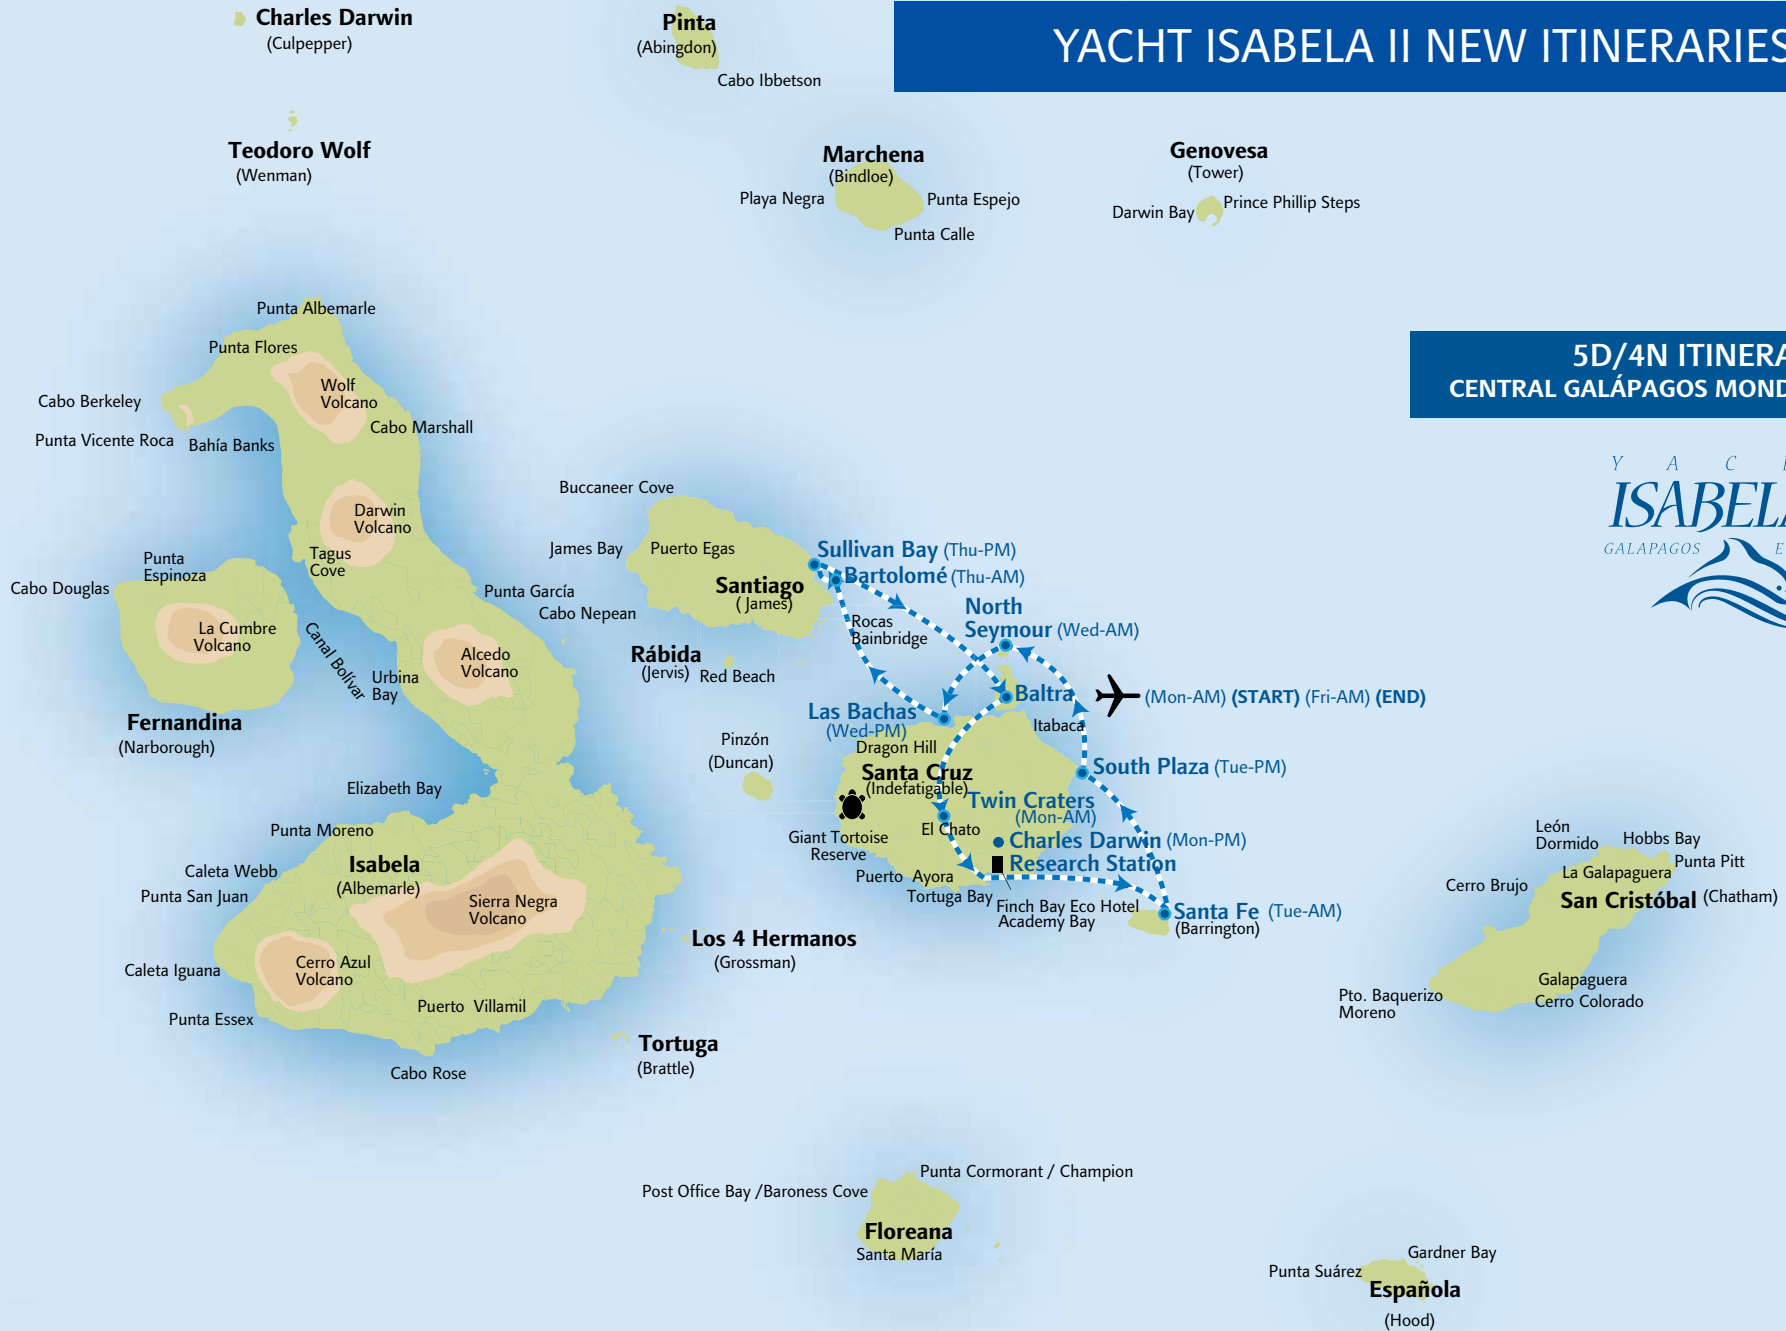 Charles Darwin
(Culpepper)
Pinta
(Abingdon)
Cabo Ibbetson
YACHT ISABELA II NEW ITINERARIES
Teodoro Wolf
(Wenman)
Marchena
(Bindloe)
Playa Negra
Punta Espejo
Punta Calle
Genovesa
(Tower)
Darwin Bay
Prince Phillip Steps
5D/4N ITINERA
CENTRAL GALÁPAGOS MOND
Y A C
ISABELA
GALAPAGOS E
Punta Albemarle
Punta Flores
Wolf
Volcano
Cabo Berkeley
Cabo Marshall
Punta Vicente Roca
Bahía Banks
Darwin
Volcano
Tagus
Cove
Punta
Espinoza
Cabo Douglas
La Cumbre
Volcano
Canal Bolívar
Urbina
Bay
Alcedo
Volcano
Punta García
Cabo Nepean
Fernandina
(Narborough)
Buccaneer Cove
James Bay
Puerto Egas
Santiago
( James)
Sullivan Bay (Thu-PM)
Bartolomé (Thu-AM)
Rocas
Bainbridge
North
Seymour (Wed-AM)
Rábida
(Jervis)
Red Beach
Baltra
(Mon-AM) (START) (Fri-AM) (END)
Las Bachas
(Wed-PM)
Itabaca
Pinzón
(Duncan)
Dragon Hill
Santa Cruz
(Indefatigable)
South Plaza (Tue-PM)
Twin Craters
(Mon-AM)
El Chato
Giant Tortoise
Reserve
Charles Darwin (Mon-PM)
Research Station
Puerto Ayora
Tortuga Bay
Finch Bay Eco Hotel
Academy Bay
Santa Fe (Tue-AM)
(Barrington)
Elizabeth Bay
Punta Moreno
Isabela
(Albemarle)
Caleta Webb
Punta San Juan
Sierra Negra
Volcano
Cerro Azul
Volcano
Caleta Iguana
Punta Essex
Puerto Villamil
Cabo Rose
Los 4 Hermanos
(Grossman)
Tortuga
(Brattle)
León
Dormido
Hobbs Bay
Punta Pitt
La Galapaguera
Cerro Brujo
San Cristóbal (Chatham)
Galapaguera
Cerro Colorado
Pto. Baquerizo
Moreno
Punta Cormorant / Champion
Post Office Bay /Baroness Cove
Floreana
Santa María
Gardner Bay
Punta Suárez
Española
(Hood)